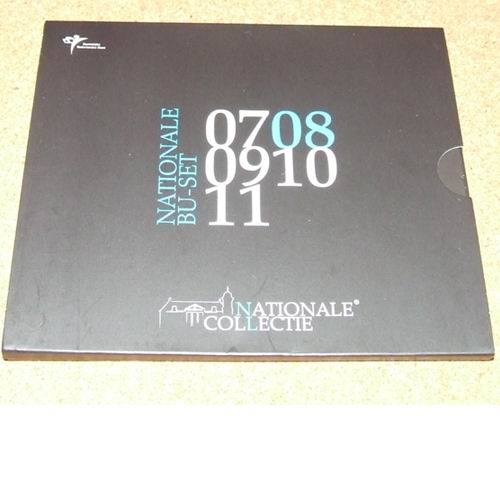 NATIONALE
BU-SET
0708
0910
11
NATIONALE®
COLLECTIE